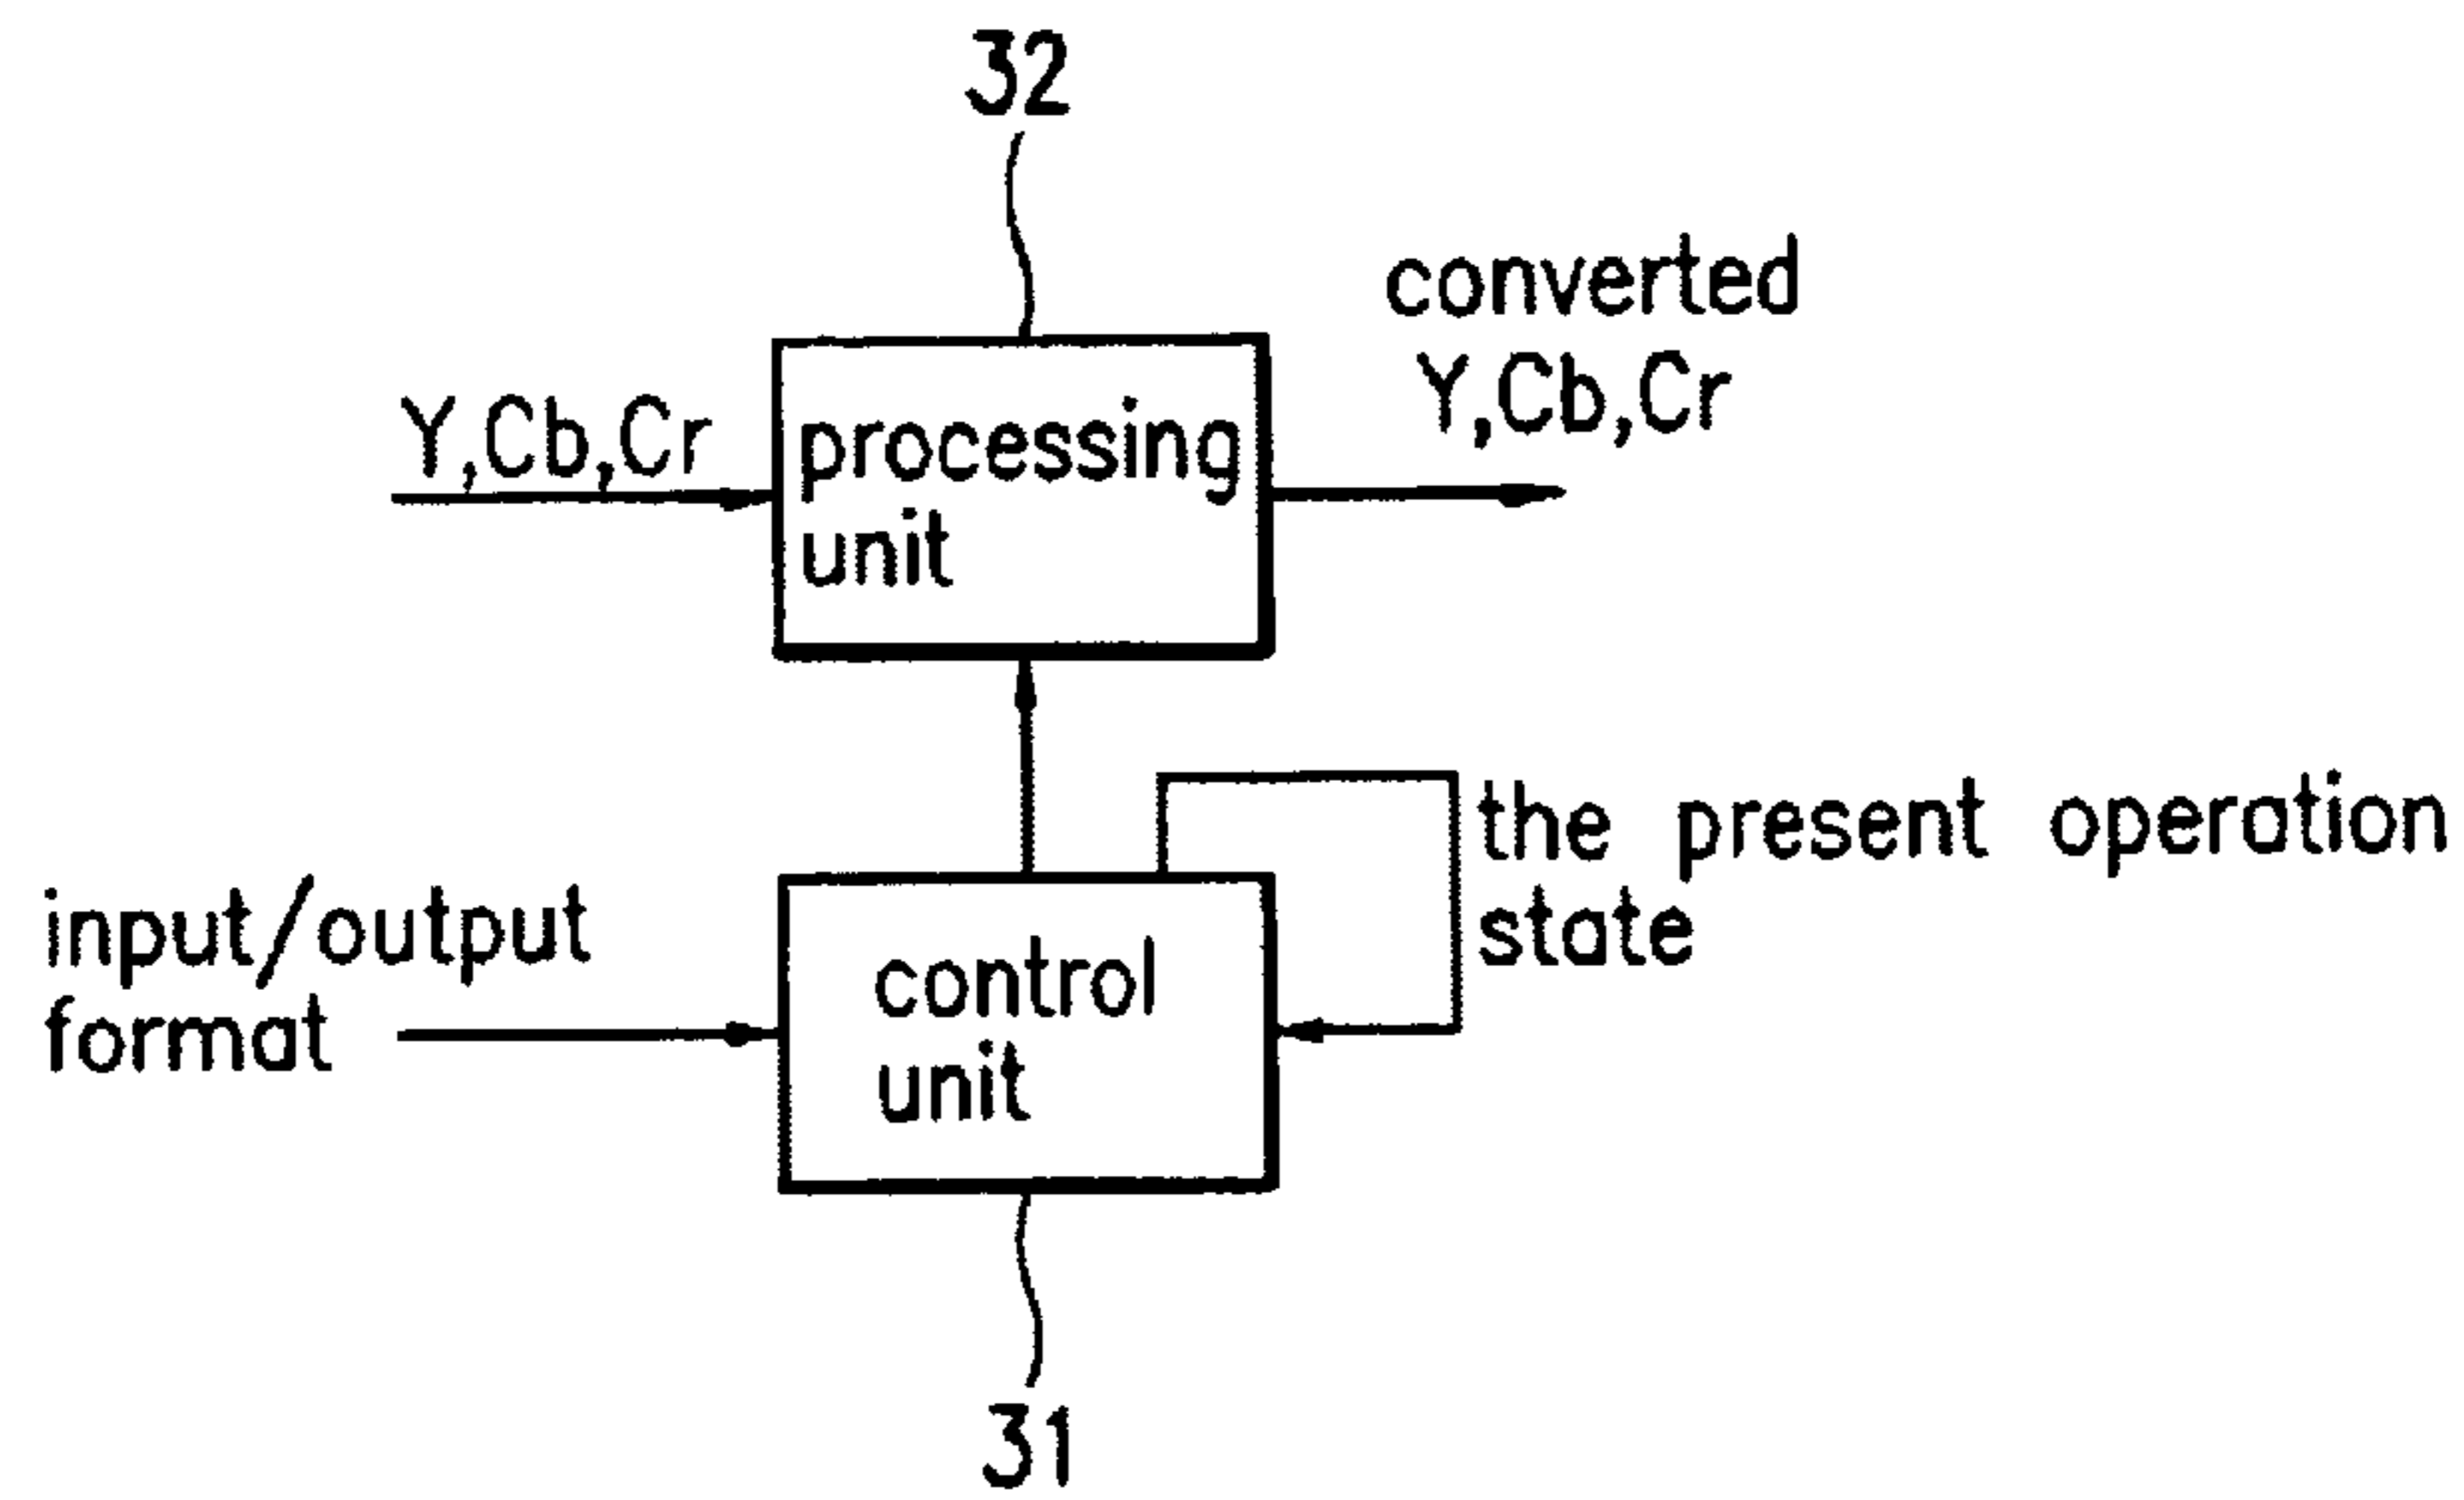 32
converted
Y,Cb,Cr
Y,Cb,Cr
processing
unit
the present operation
state
input/output
format
control
unit
31